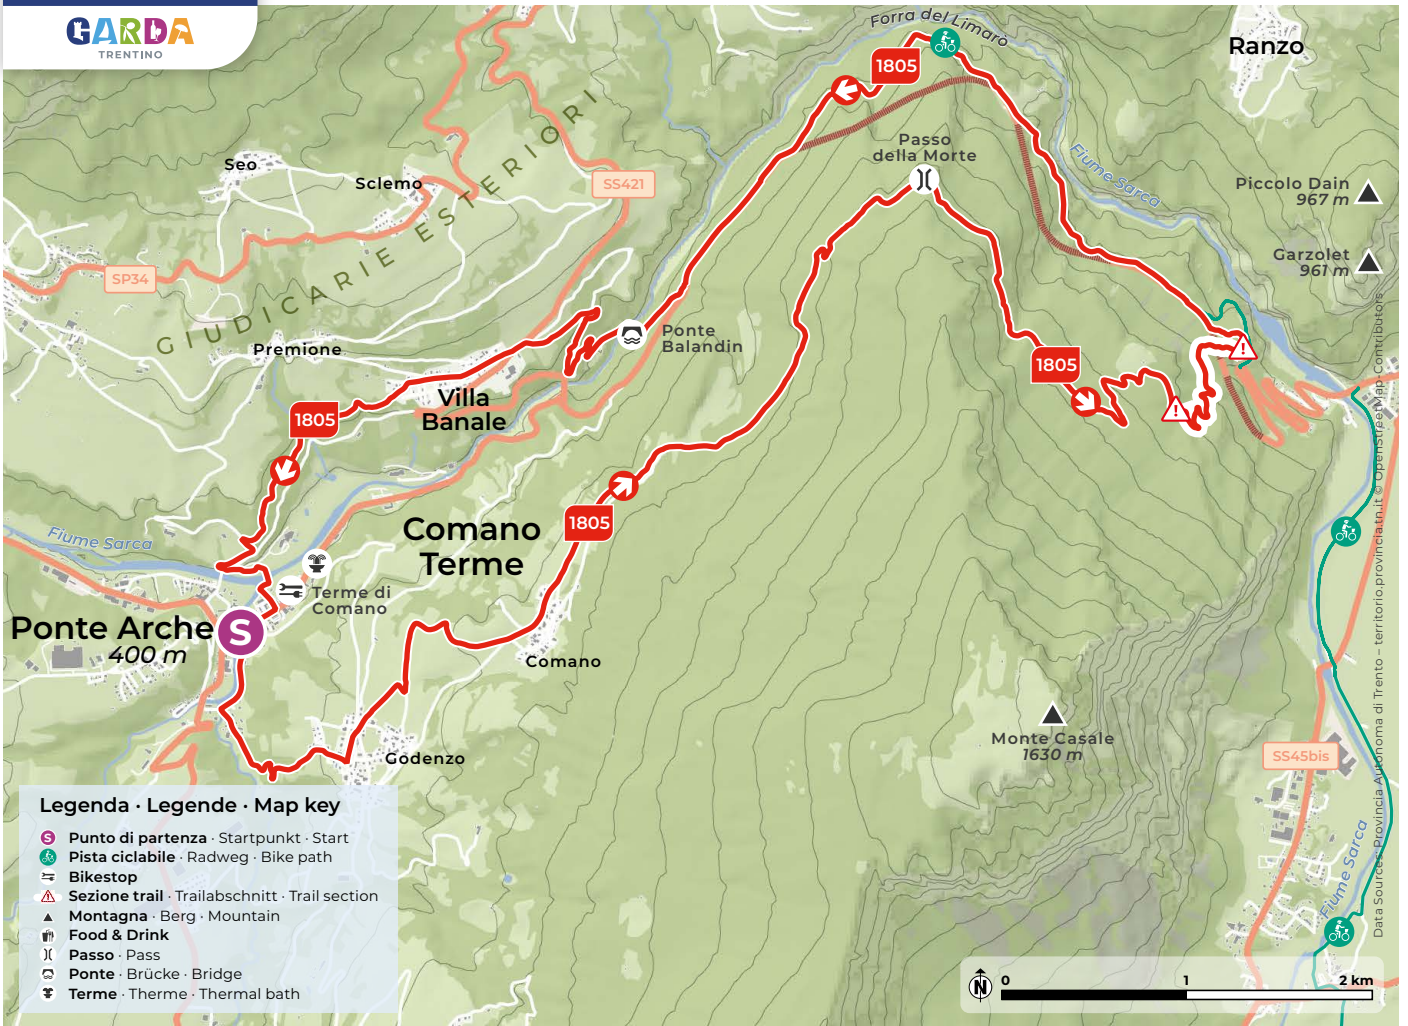 GARDA
TRENTINO
Forra del Limarò
Ranzo
1805
Passo
della Morte
Fiume Sarca
Seo
Sclemo
SS421
Piccolo Dain
967 m
Garzolet
961 m
SP34
GIUDICARIE ESTERIORI
Premione
Ponte
Balandin
1805
Villa
Banale
1805
Comano
Terme
1805
Fiume Sarca
Terme di
Comano
Ponte Arche
400 m
S
Comano
Godenzo
Monte Casale
1630 m
SS45bis
Fiume Sarca
Data Sources: Provincia Autonoma di Trento – territorio.provincia.tn.it © OpenStreetMap-Contributors
Legenda · Legende · Map key
S Punto di partenza · Startpunkt · Start
Pista ciclabile · Radweg · Bike path
Bikestop
Sezione trail · Trailabschnitt · Trail section
Montagna · Berg · Mountain
Food & Drink
Passo · Pass
Ponte · Brücke · Bridge
Terme · Therme · Thermal bath
N
0 1 2 km